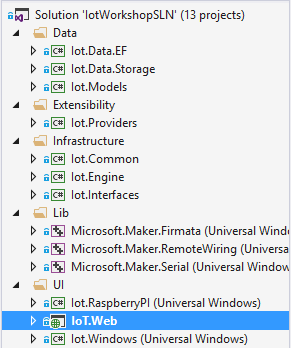 Solution 'IotWorkshopSLN' (13 projects)
Data
C# Iot.Data.EF
C# Iot.Data.Storage
C# Iot.Models
Extensibility
C# Iot.Providers
Infrastructure
C# Iot.Common
C# Iot.Engine
C# Iot.Interfaces
Lib
Microsoft.Maker.Firmata (Universal Window
Microsoft.Maker.RemoteWiring (Universal
Microsoft.Maker.Serial (Universal Window
UI
C# Iot.RaspberryPI (Universal Windows)
IoT.Web
C# Iot.Windows (Universal Windows)